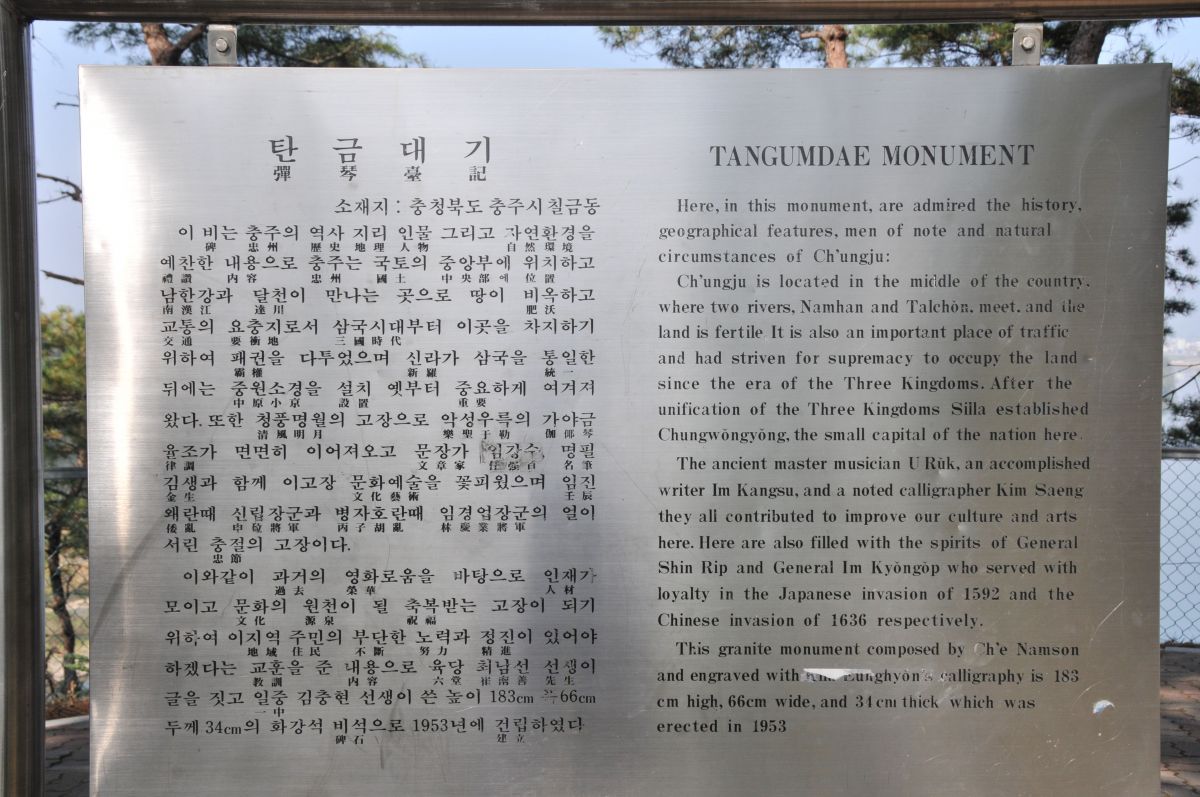 탄 금 대 기
彈 琴 臺 記
소재지 : 충청북도 충주시 칠금동
이 비는 충주의 역사 지리 인물 그리고 자연환경을
碑 忠州 歷史 地理 人物 自然環境
예찬한 내용으로 충주는 국토의 중앙부에 위치하고
禮讚 內容 忠州 國土 中央部에 位置
남한강과 달천이 만나는 곳으로 땅이 비옥하고
南漢江 達川 肥沃
교통의 요충지로서 삼국시대부터 이곳을 차지하기
交通 要衝地 三國時代
위하여 패권을 다투었으며 신라가 삼국을 통일한
霸權 新羅 統一
뒤에는 중원소경을 설치 옛부터 중요하게 여겨져
中原小京 設置 重要
왔다. 또한 청풍명월의 고장으로 악성우륵의 가야금
淸風明月 樂聖于勒 伽倻琴
율조가 면면히 이어져오고 문장가 임강수, 명필
律調 文章家 任强首 名筆
김생과 함께 이고장 문화예술을 꽃피웠으며 임진
金生 文化藝術 壬辰
왜란때 신립장군과 병자호란때 임경업장군의 얼이
倭亂 申砬將軍 丙子胡亂 林慶業將軍
서린 충절의 고장이다.
忠節
이와같이 과거의 영화로움을 바탕으로 인재가
過去 榮華 人材
모이고 문화의 원천이 될 축복받는 고장이 되기
文化 源泉 祝福
위하여 이지역 주민의 부단한 노력과 정진이 있어야
地域 住民 不斷 努力 精進
하겠다는 교훈을 준 내용으로 육당 최남선 선생이
敎訓 內容 六堂 崔南善 先生
글을 짓고 일중 김충현 선생이 쓴 높이 183cm 폭66cm
一中
두께 34cm의 화강석 비석으로 1953년에 건립하였다
碑石 建立
TANGUMDAE MONUMENT
Here, in this monument, are admired the history,
geographical features, men of note and natural
circumstances of Ch'ungju:
Ch'ungju is located in the middle of the country,
where two rivers, Namhan and Talchŏn, meet, and the
land is fertile. It is also an important place of traffic
and had striven for supremacy to occupy the land
since the era of the Three Kingdoms. After the
unification of the Three Kingdoms Silla established
Chungwŏngyŏng, the small capital of the nation here.
The ancient master musician U Rŭk, an accomplished
writer Im Kangsu, and a noted calligrapher Kim Saeng
they all contributed to improve our culture and arts
here. Here are also filled with the spirits of General
Shin Rip and General Im Kyŏngŏp who served with
loyalty in the Japanese invasion of 1592 and the
Chinese invasion of 1636 respectively.
This granite monument composed by Ch'e Namson
and engraved with calligraphy is 183
cm high, 66cm wide, and 34cm thick which was
erected in 1953